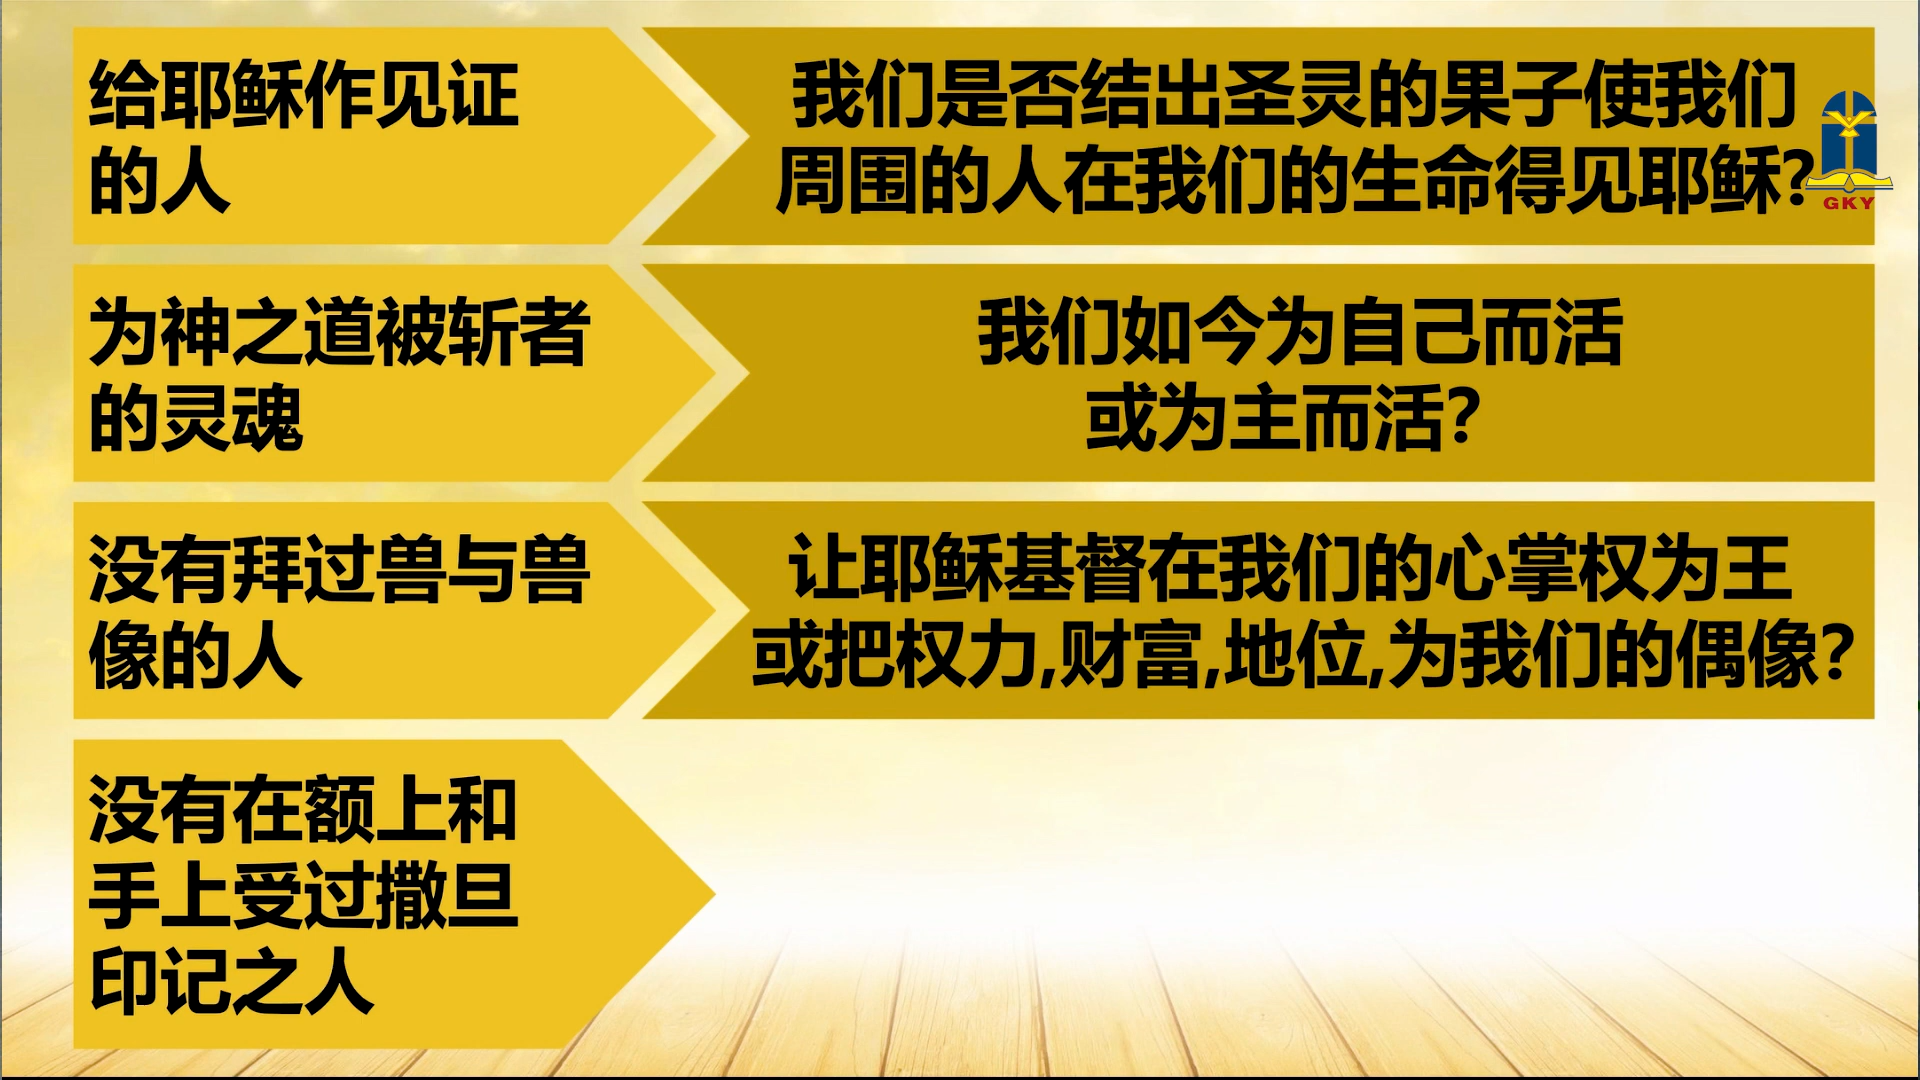 给耶稣作见证
的人
我们是否结出圣灵的果子使我们
周围的人在我们的生命得见耶稣?
GKY
为神之道被斩者
的灵魂
我们如今为自己而活
或为主而活?
没有拜过兽与兽
像的人
让耶稣基督在我们的心掌权为王
或把权力,财富,地位,为我们的偶像?
没有在额上和
手上受过撒旦
印记之人